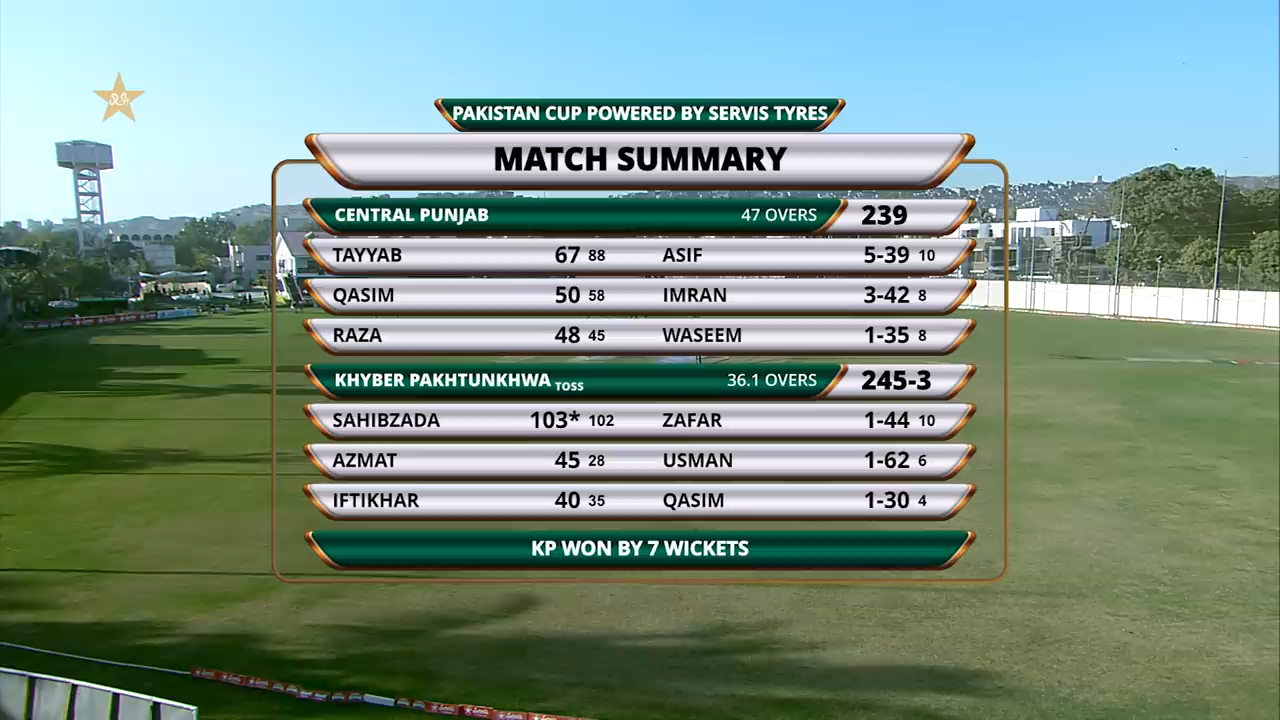 PAKISTAN CUP POWERED BY SERVIS TYRES
MATCH SUMMARY
CENTRAL PUNJAB 47 OVERS 239
TAYYAB 67 88 ASIF 5-39 10
QASIM 50 58 IMRAN 3-42 8
RAZA 48 45 WASEEM 1-35 8
KHYBER PAKHTUNKHWA TOSS 36.1 OVERS 245-3
SAHIBZADA 103* 102 ZAFAR 1-44 10
AZMAT 45 28 USMAN 1-62 6
IFTIKHAR 40 35 QASIM 1-30 4
KP WON BY 7 WICKETS